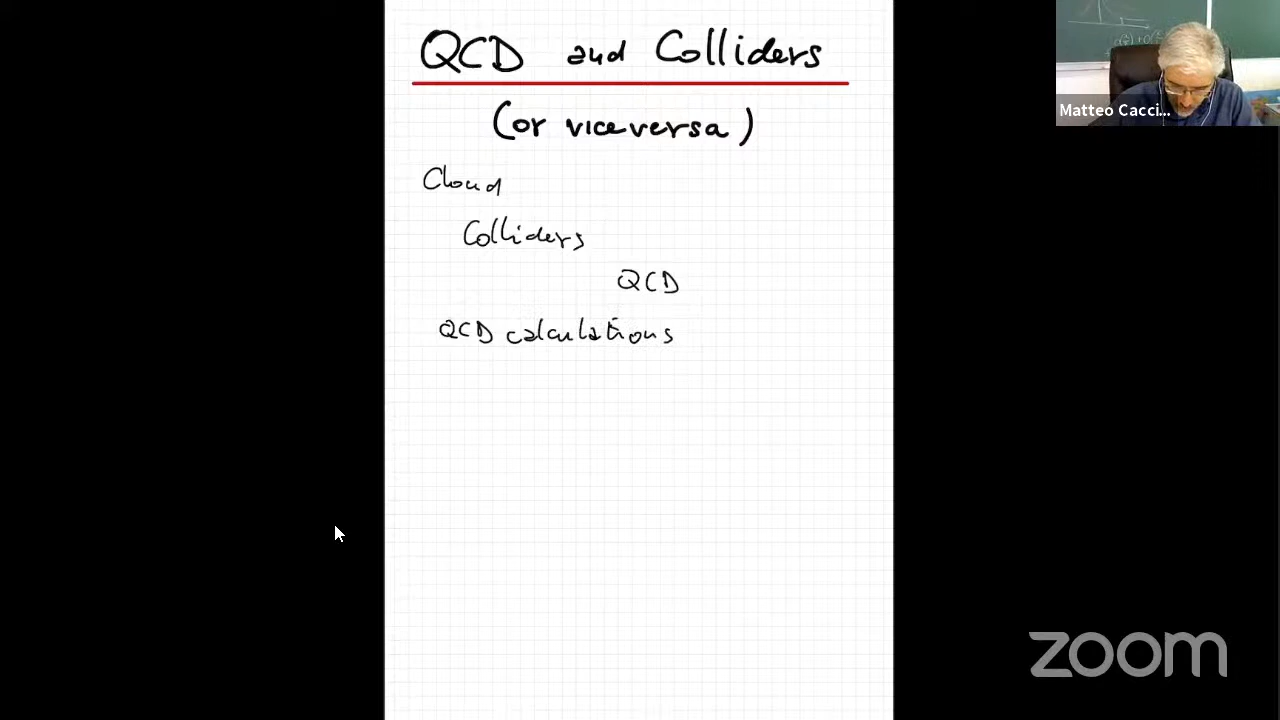 QCD and Colliders
(or viceversa)
Cloud
Colliders
QCD
QCD calculations
Matteo Cacci...
zoom